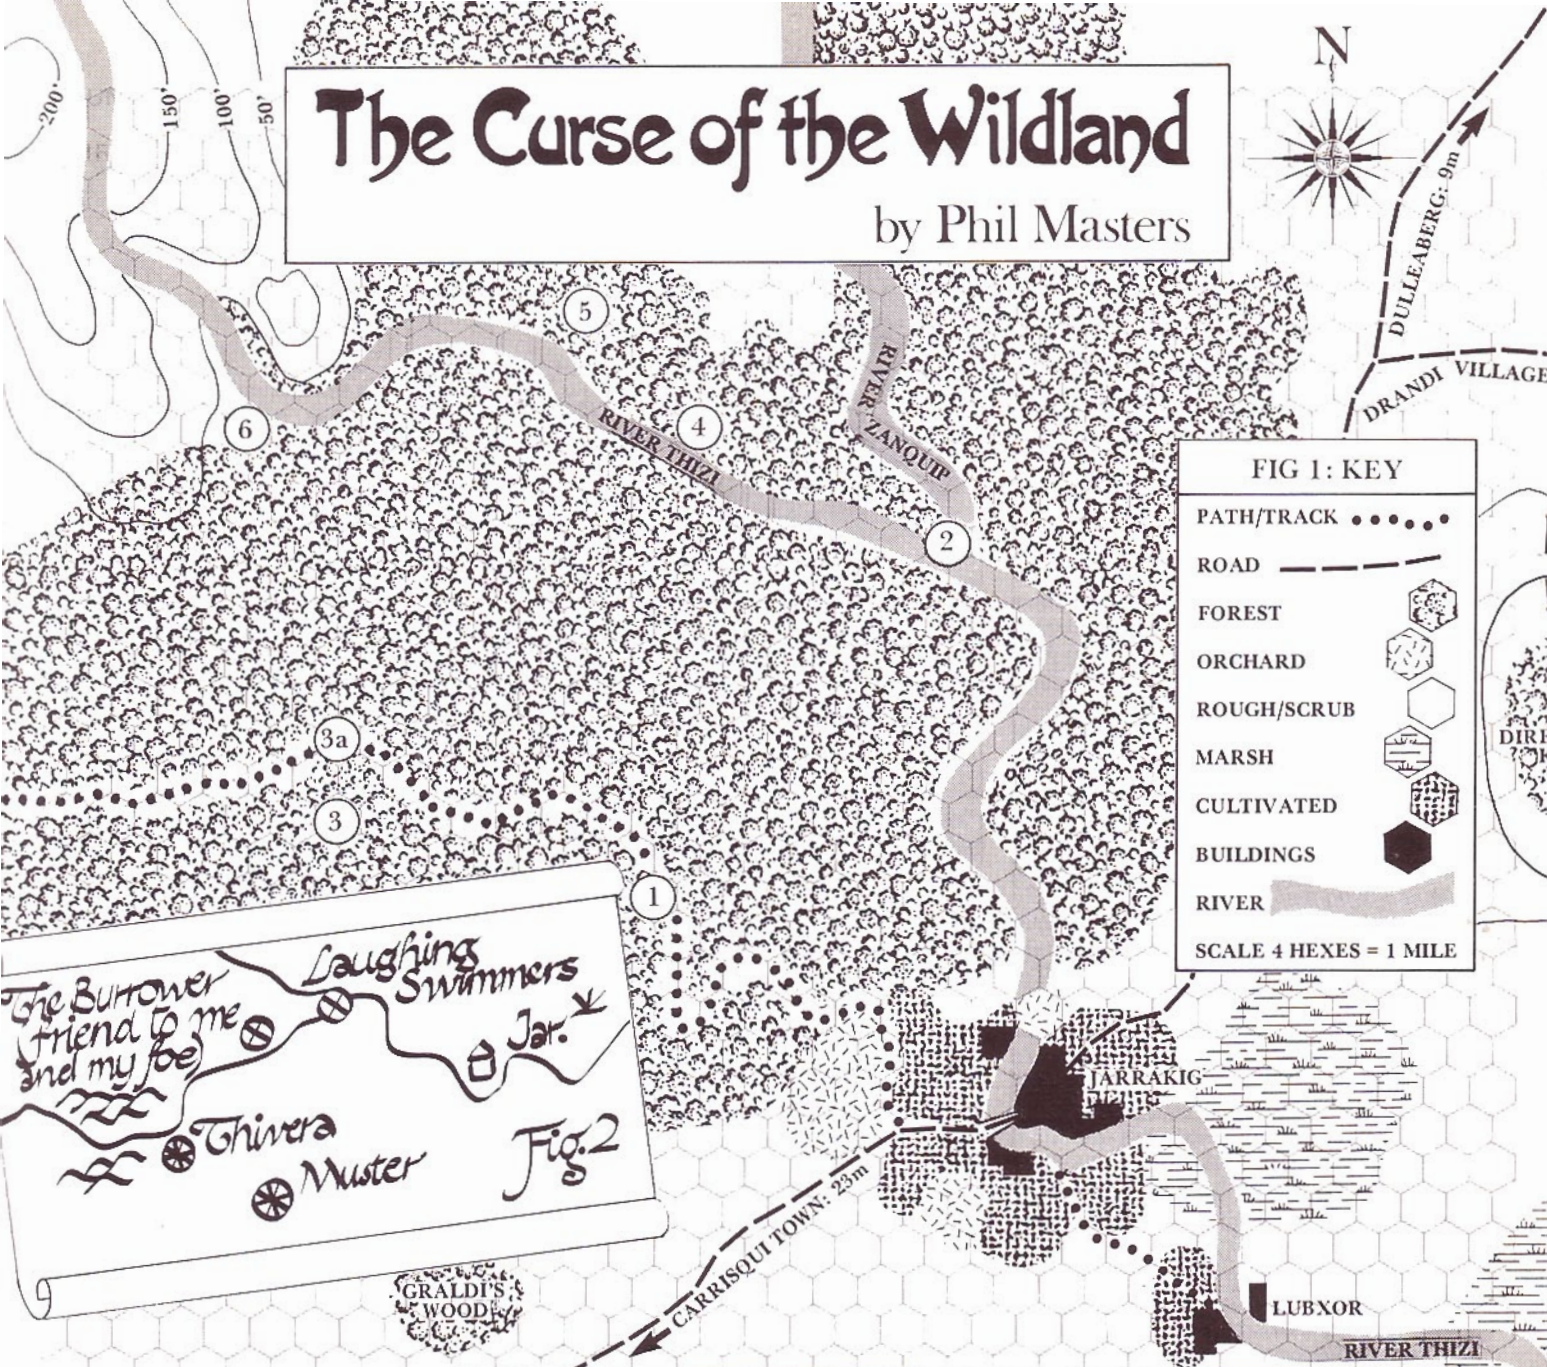 The Curse of the Wildland
by Phil Masters
N
200'
150'
100'
50'
DULLEABERG: 9m
DRANDI VILLAGE
5
4
6
2
RIVER ZANQUIP
RIVER THIZI
FIG 1: KEY
PATH/TRACK
ROAD
FOREST
ORCHARD
ROUGH/SCRUB
MARSH
CULTIVATED
BUILDINGS
RIVER
SCALE 4 HEXES = 1 MILE
DIRE
3a
3
1
Laughing
Swimmers
The Burrower
friend to me
and my foe)
Jar.
Thivera
Muster
Fig.2
JARRAKIG
CARRISQUI TOWN: 23m
GRALDI'S
WOOD
LUBXOR
RIVER THIZI